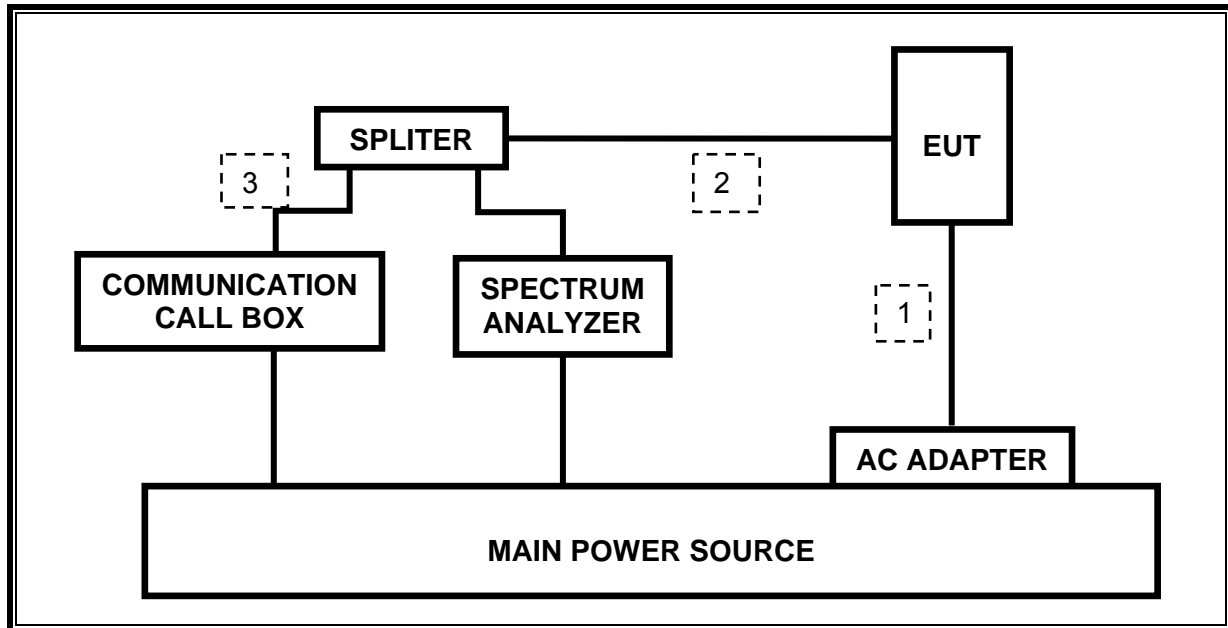 SPLITER
EUT
3
2
COMMUNICATION
CALL BOX
SPECTRUM
ANALYZER
1
AC ADAPTER
MAIN POWER SOURCE